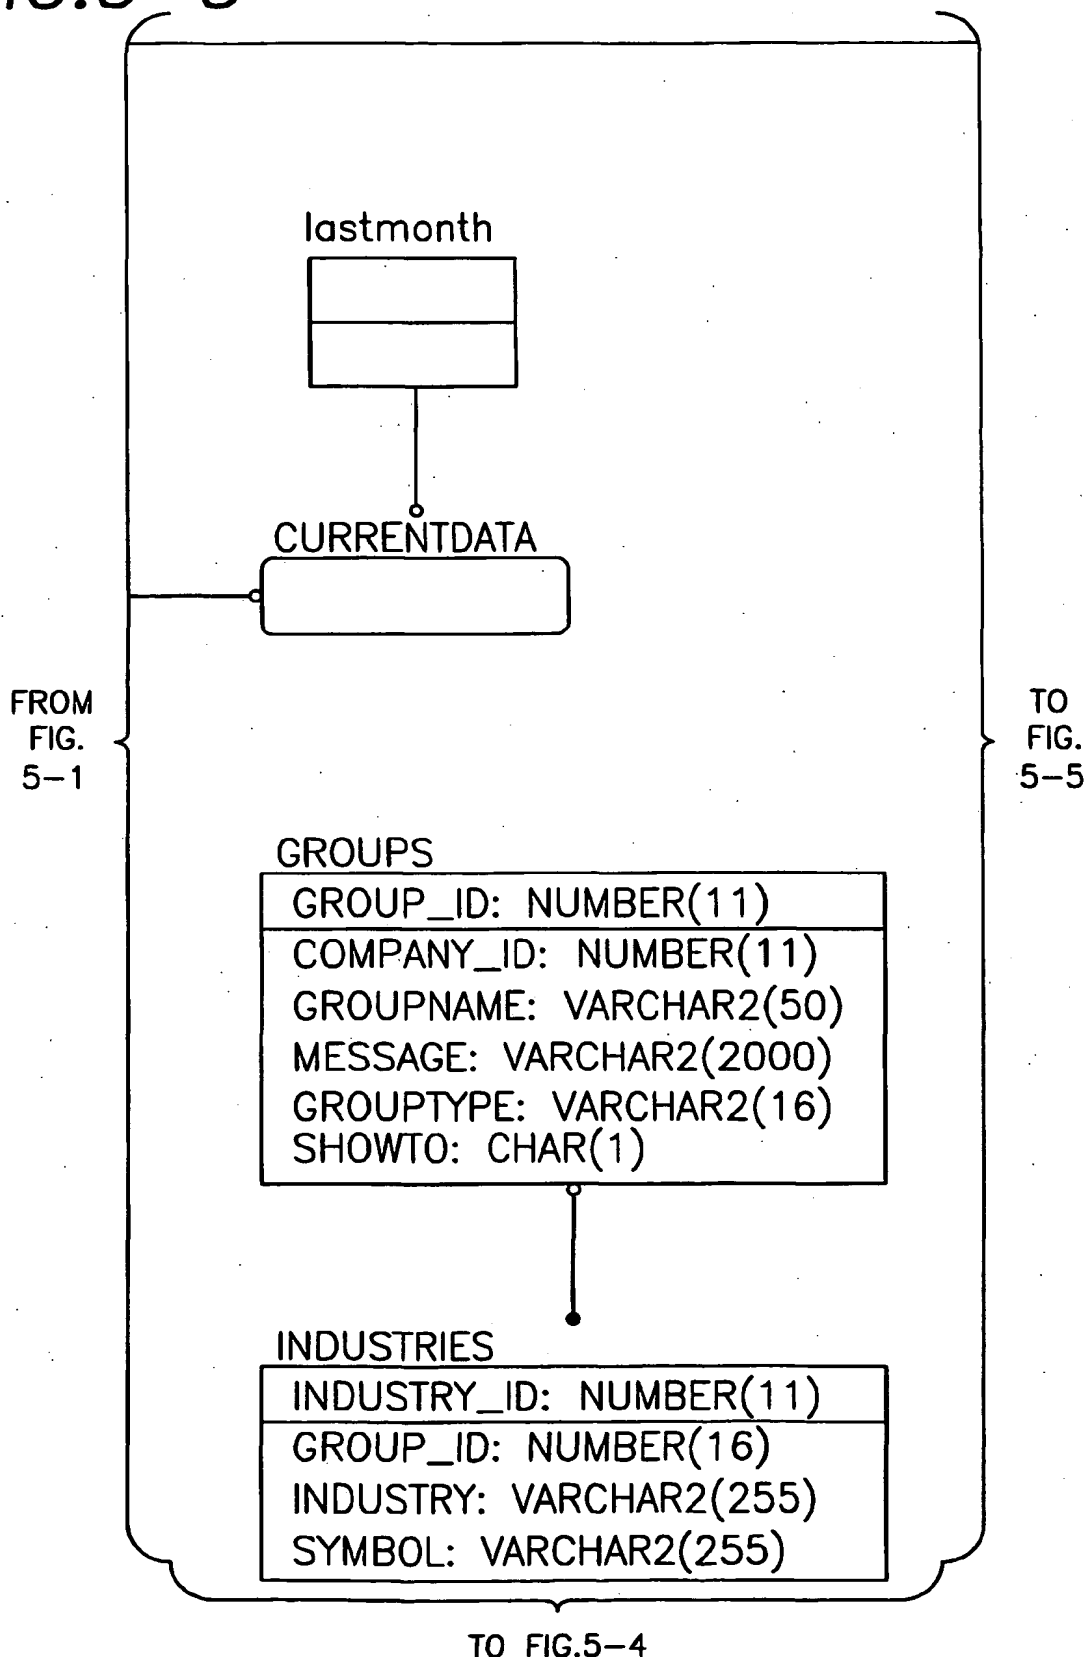 lastmonth
CURRENTDATA
FROM
FIG.
5-1
TO
FIG.
5-5
GROUPS
GROUP_ID: NUMBER(11)
COMPANY_ID: NUMBER(11)
GROUPNAME: VARCHAR2(50)
MESSAGE: VARCHAR2(2000)
GROUPTYPE: VARCHAR2(16)
SHOWTO: CHAR(1)
INDUSTRIES
INDUSTRY_ID: NUMBER(11)
GROUP_ID: NUMBER(16)
INDUSTRY: VARCHAR2(255)
SYMBOL: VARCHAR2(255)
TO FIG.5-4